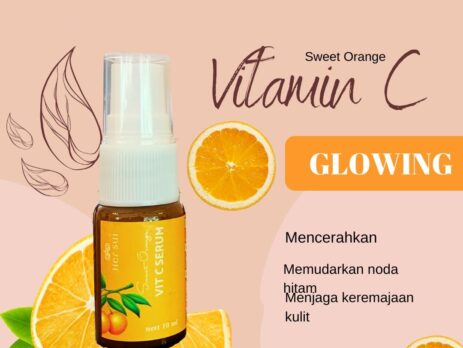 Sweet Orange
Vitamin C
GLOWING
Mencerahkan
Memudarkan noda
hitam
Menjaga keremajaan
kulit
Sweet Orange
VIT C SERUM